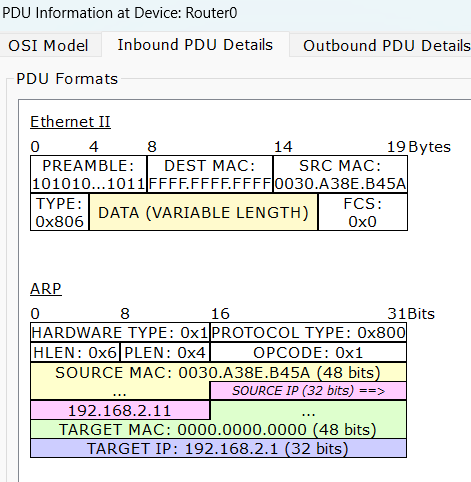 PDU Information at Device: Router0
OSI Model Inbound PDU Details Outbound PDU Details
PDU Formats
Ethernet II
0 4 8 14 19 Bytes
PREAMBLE: DEST MAC: SRC MAC:
101010...1011 FFFF.FFFF.FFFF 0030.A38E.B45A
TYPE: DATA (VARIABLE LENGTH) FCS:
0x806 0x0
ARP
0 8 16 31 Bits
HARDWARE TYPE: 0x1 PROTOCOL TYPE: 0x800
HLEN: 0x6 PLEN: 0x4 OPCODE: 0x1
SOURCE MAC: 0030.A38E.B45A (48 bits)
... SOURCE IP (32 bits) ==>
192.168.2.11 ...
TARGET MAC: 0000.0000.0000 (48 bits)
TARGET IP: 192.168.2.1 (32 bits)